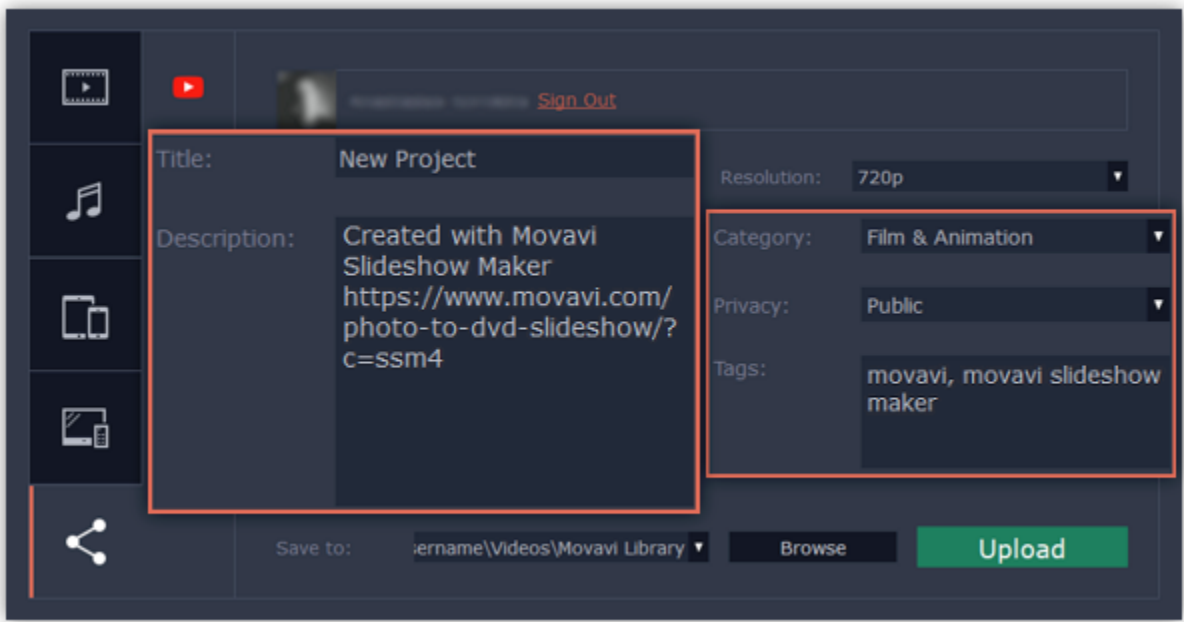 Sign Out
Title:
New Project
Resolution:
720p
Description:
Created with Movavi
Slideshow Maker
https://www.movavi.com/
photo-to-dvd-slideshow/?
c=ssm4
Category:
Film & Animation
Privacy:
Public
Tags:
movavi, movavi slideshow
maker
Save to:
sername\Videos\Movavi Library
Browse
Upload